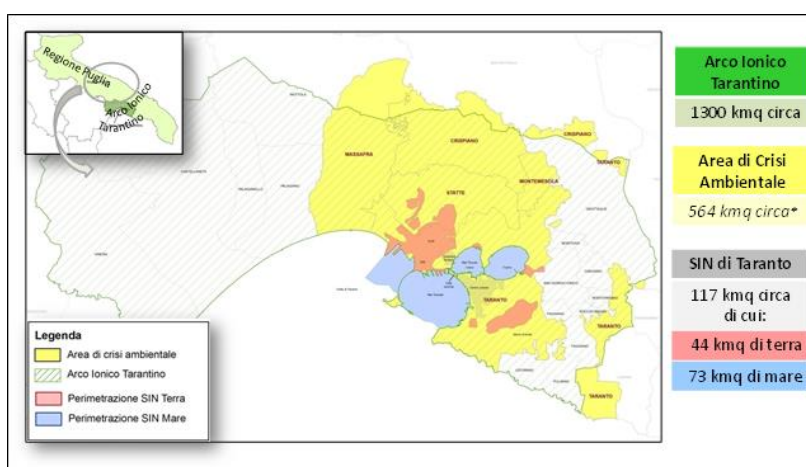 Regione Puglia
Arco Ionico
Tarantino
MOTTOLA
CRISPIANO
CRISPIANO
TARANTO
MASSAFRA
MONTEMESOLA
STATTE
TARANTO
TARANTO
TARANTO
Legenda
Area di crisi ambientale
Arco Ionico Tarantino
Perimetrazione SIN Terra
Perimetrazione SIN Mare
Arco Ionico
Tarantino
1300 kmq circa
Area di Crisi
Ambientale
564 kmq circa*
SIN di Taranto
117 kmq circa
di cui:
44 kmq di terra
73 kmq di mare